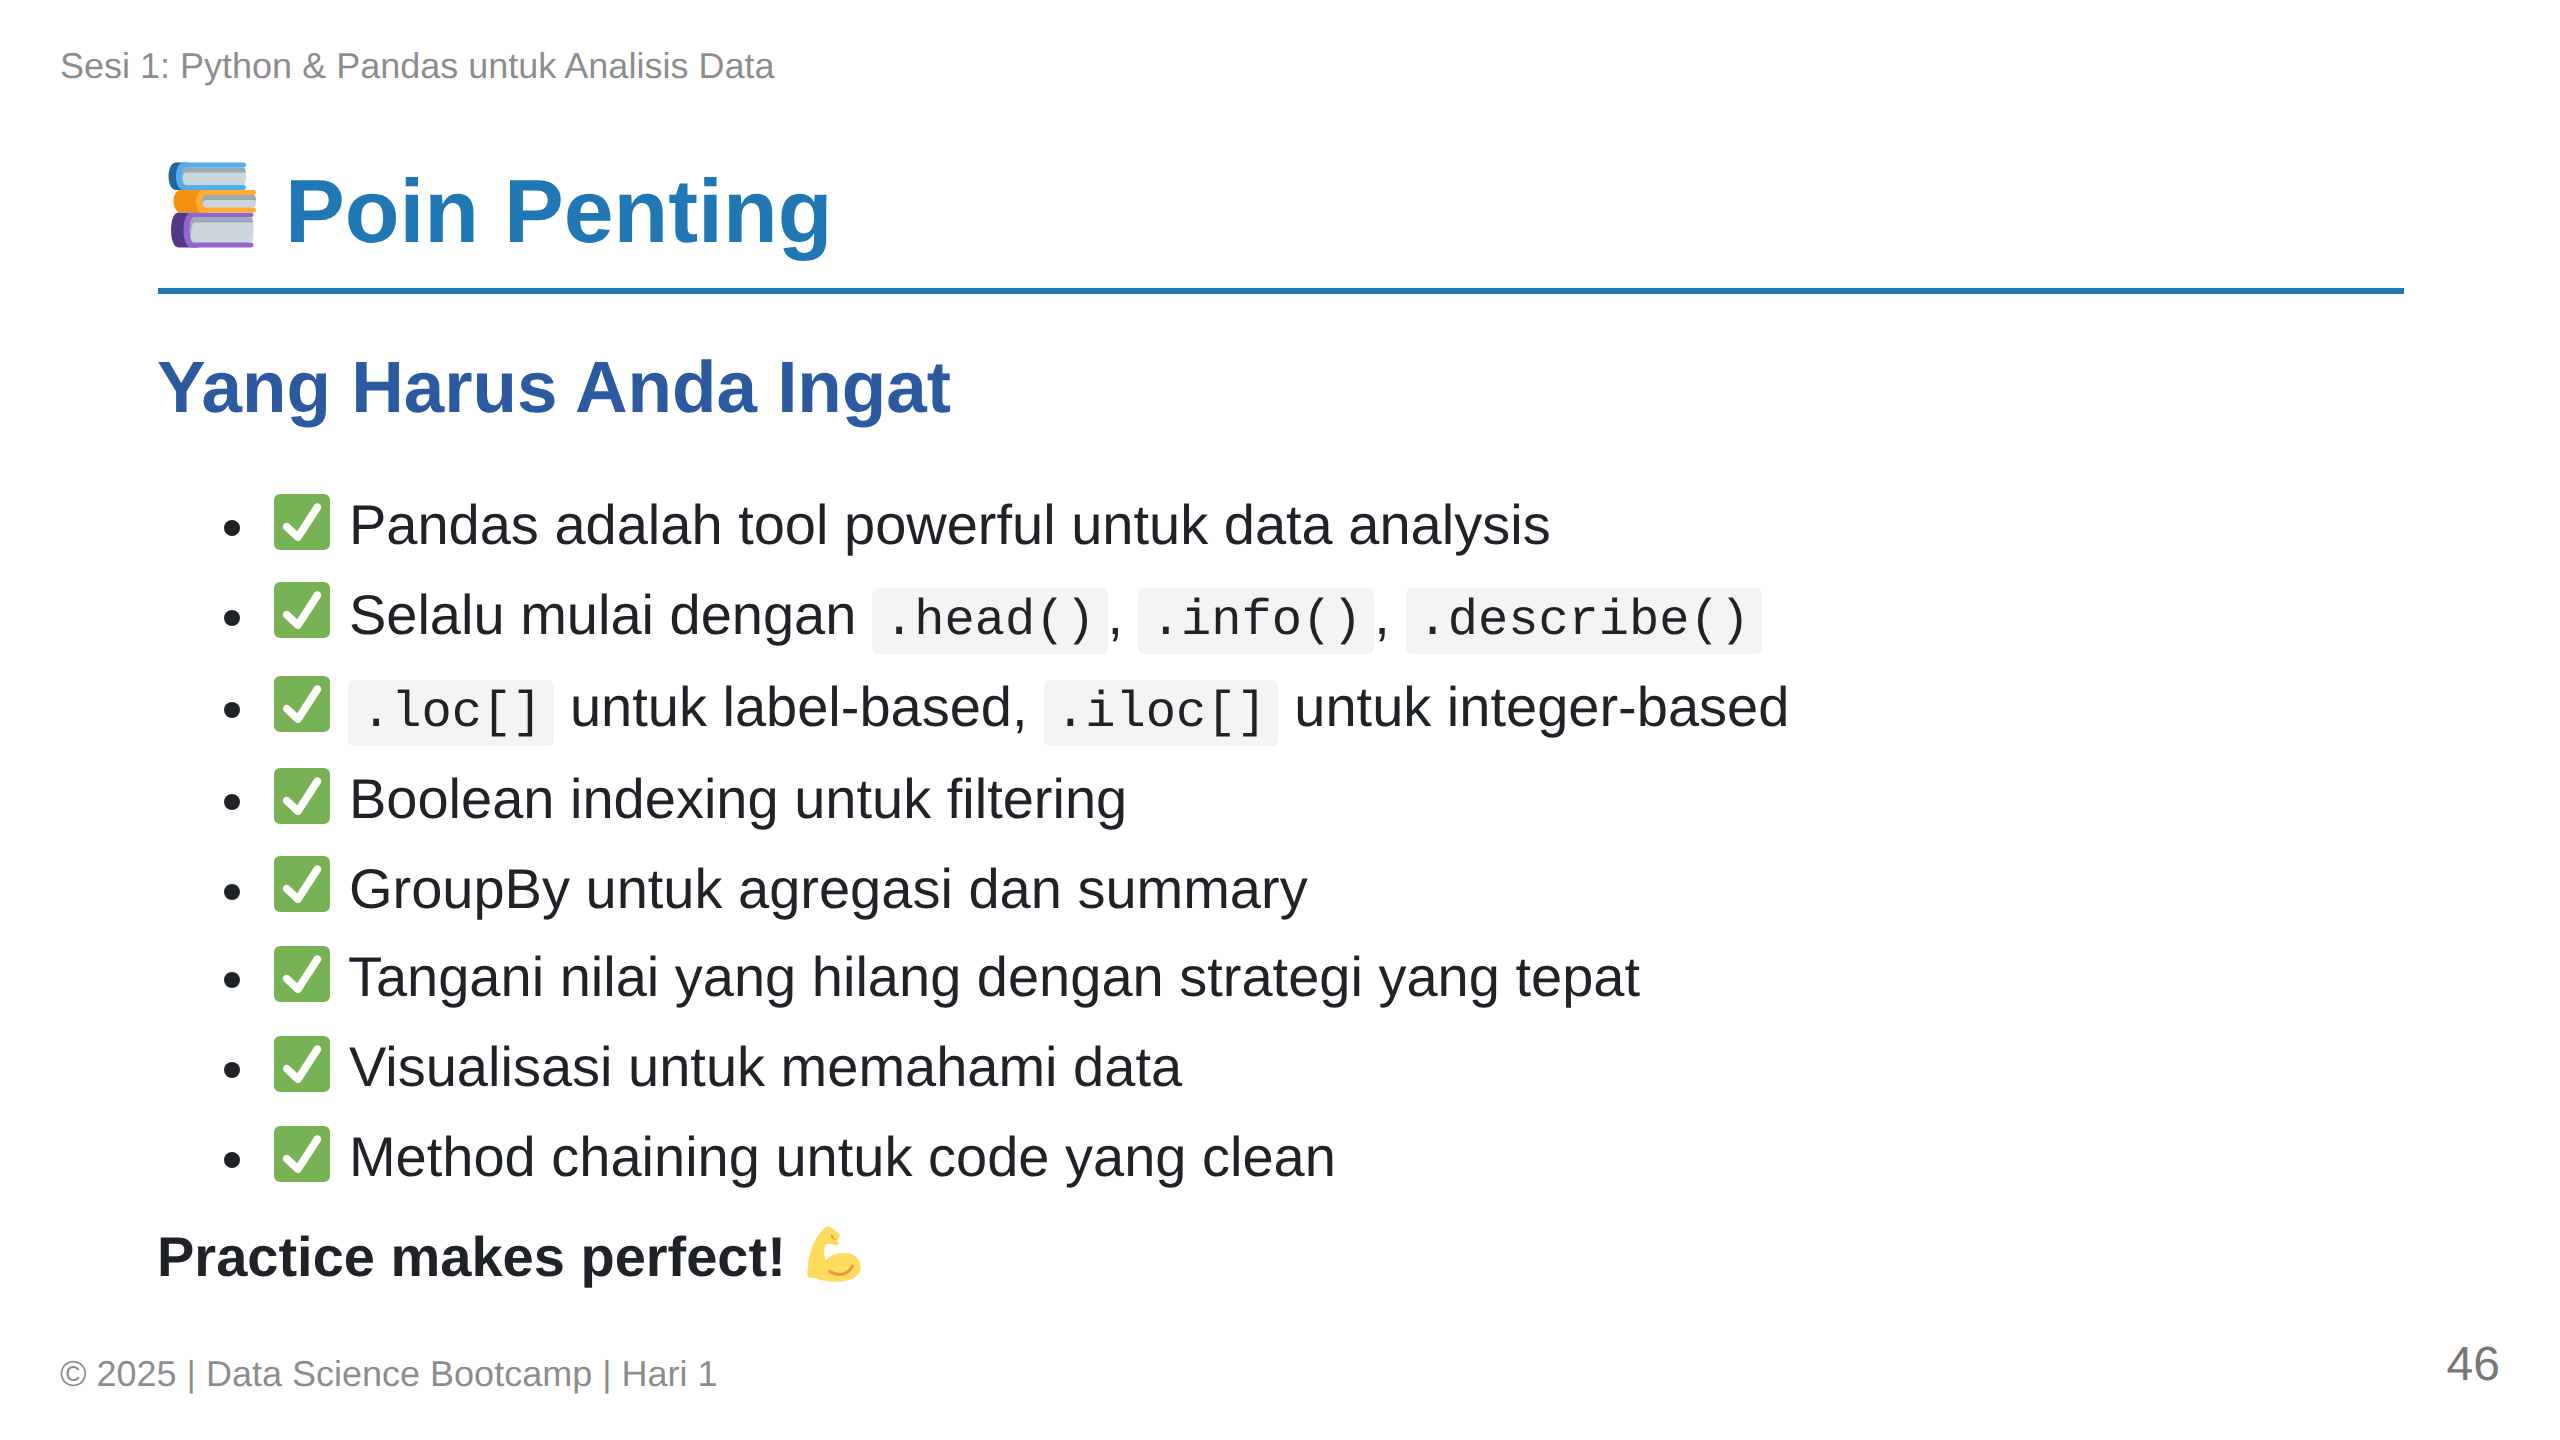 Sesi 1: Python & Pandas untuk Analisis Data
📚 Poin Penting
Yang Harus Anda Ingat
• ✅ Pandas adalah tool powerful untuk data analysis
• ✅ Selalu mulai dengan .head(), .info(), .describe()
• ✅ .loc[] untuk label-based, .iloc[] untuk integer-based
• ✅ Boolean indexing untuk filtering
• ✅ GroupBy untuk agregasi dan summary
• ✅ Tangani nilai yang hilang dengan strategi yang tepat
• ✅ Visualisasi untuk memahami data
• ✅ Method chaining untuk code yang clean
Practice makes perfect! 💪
© 2025 | Data Science Bootcamp | Hari 1
46